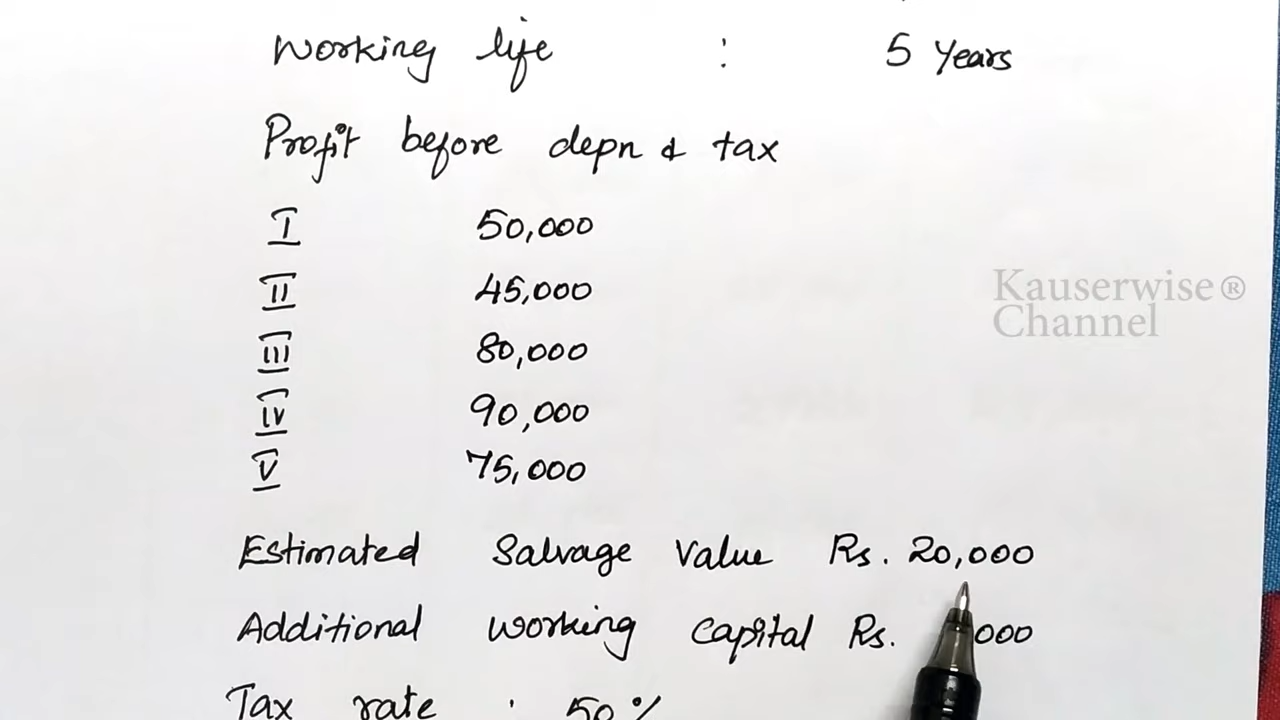 Working life : 5 Years
Profit before depn & tax
I 50,000
II 45,000
III 80,000
IV 90,000
V 75,000
Kauserwise®
Channel
Estimated Salvage Value Rs. 20,000
Additional working capital Rs. 000
Tax rate : 50%